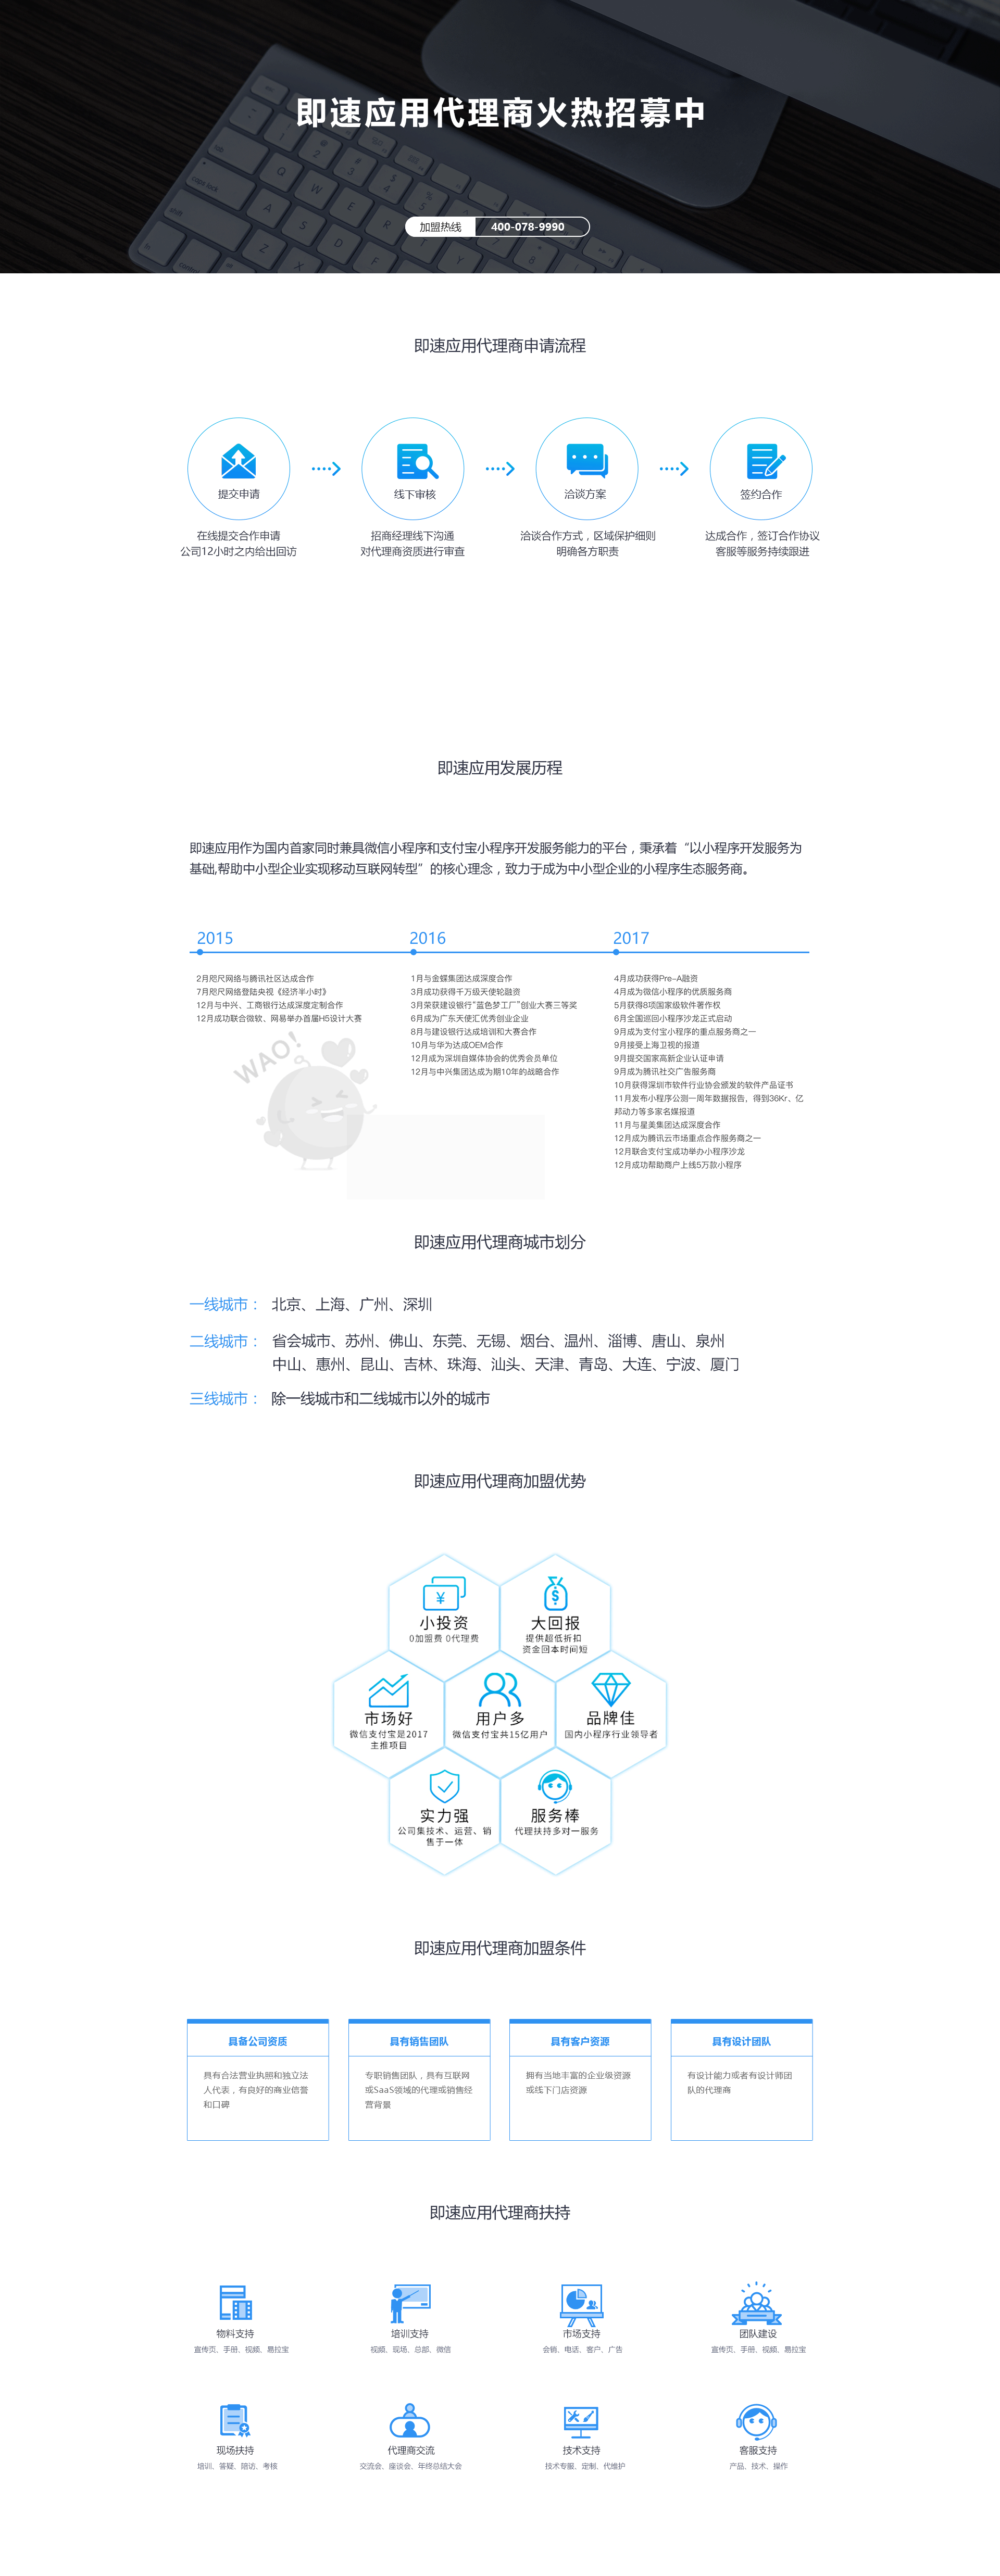 即速应用代理商火热招募中
加盟热线 400-078-9990
即速应用代理商申请流程
提交申请
线下审核
洽谈方案
签约合作
在线提交合作申请
公司12小时之内给出回访
招商经理线下沟通
对代理商资质进行审查
洽谈合作方式，区域保护细则
明确各方职责
达成合作，签订合作协议
客服等服务持续跟进
即速应用发展历程
即速应用作为国内首家同时兼具微信小程序和支付宝小程序开发服务能力的平台，秉承着“以小程序开发服务为
基础,帮助中小型企业实现移动互联网转型”的核心理念，致力于成为中小型企业的小程序生态服务商。
2015
2月咫尺网络与腾讯社区达成合作
7月咫尺网络登陆央视《经济半小时》
12月与中兴、工商银行达成深度定制合作
12月成功联合微软、网易举办首届H5设计大赛
WAO!
2016
1月与金蝶集团达成深度合作
3月成功获得千万级天使轮融资
3月荣获建设银行“蓝色梦工厂”创业大赛三等奖
6月成为广东天使汇优秀创业企业
8月与建设银行达成培训和大赛合作
10月与华为达成OEM合作
12月成为深圳自媒体协会的优秀会员单位
12月与中兴集团达成为期10年的战略合作
2017
4月成功获得Pre-A融资
4月成为微信小程序的优质服务商
5月获得8项国家级软件著作权
6月全国巡回小程序沙龙正式启动
9月成为支付宝小程序的重点服务商之一
9月接受上海卫视的报道
9月提交国家高新企业认证申请
9月成为腾讯社交广告服务商
10月获得深圳市软件行业协会颁发的软件产品证书
11月发布小程序公测一周年数据报告，得到36Kr、亿
邦动力等多家名媒报道
11月与星美集团达成深度合作
12月成为腾讯云市场重点合作服务商之一
12月联合支付宝成功举办小程序沙龙
12月成功帮助商户上线5万款小程序
即速应用代理商城市划分
一线城市： 北京、上海、广州、深圳
二线城市： 省会城市、苏州、佛山、东莞、无锡、烟台、温州、淄博、唐山、泉州
中山、惠州、昆山、吉林、珠海、汕头、天津、青岛、大连、宁波、厦门
三线城市： 除一线城市和二线城市以外的城市
即速应用代理商加盟优势
小投资
0加盟费 0代理费
大回报
提供超低折扣
资金回本时间短
市场好
微信支付宝是2017
主推项目
用户多
微信支付宝共15亿用户
品牌佳
国内小程序行业领导者
实力强
公司集技术、运营、销
售于一体
服务棒
代理扶持多对一服务
即速应用代理商加盟条件
具备公司资质
具有合法营业执照和独立法
人代表，有良好的商业信誉
和口碑
具有销售团队
专职销售团队，具有互联网
或SaaS领域的代理或销售经
营背景
具有客户资源
拥有当地丰富的企业级资源
或线下门店资源
具有设计团队
有设计能力或者有设计师团
队的代理商
即速应用代理商扶持
物料支持
宣传页、手册、视频、易拉宝
培训支持
视频、现场、总部、微信
市场支持
会销、电话、客户、广告
团队建设
宣传页、手册、视频、易拉宝
现场扶持
培训、答疑、陪访、考核
代理商交流
交流会、座谈会、年终总结大会
技术支持
技术专服、定制、代维护
客服支持
产品、技术、操作